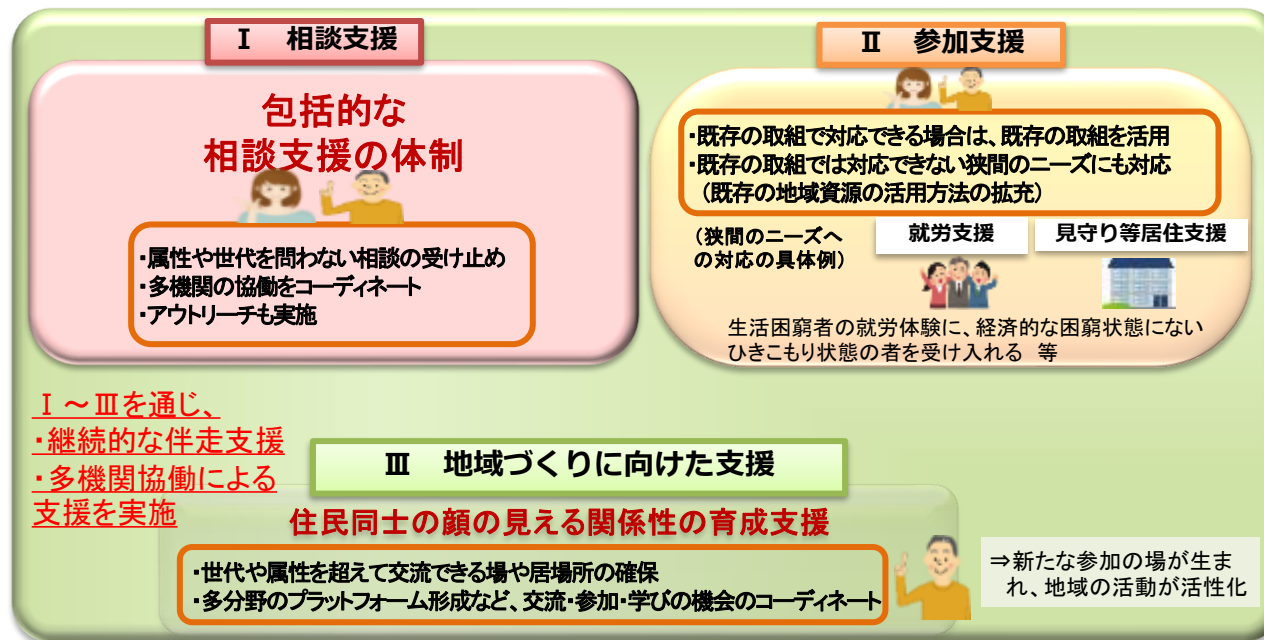 Ⅰ 相談支援
包括的な
相談支援の体制
・属性や世代を問わない相談の受け止め
・多機関の協働をコーディネート
・アウトリーチも実施
Ⅱ 参加支援
・既存の取組で対応できる場合は、既存の取組を活用
・既存の取組では対応できない狭間のニーズにも対応
（既存の地域資源の活用方法の拡充）
（狭間のニーズへ
の対応の具体例）
就労支援
見守り等居住支援
生活困窮者の就労体験に、経済的な困窮状態にない
ひきこもり状態の者を受け入れる 等
Ⅰ～Ⅲを通じ、
・継続的な伴走支援
・多機関協働による
支援を実施
Ⅲ 地域づくりに向けた支援
住民同士の顔の見える関係性の育成支援
・世代や属性を超えて交流できる場や居場所の確保
・多分野のプラットフォーム形成など、交流・参加・学びの機会のコーディネート
⇒新たな参加の場が生ま
れ、地域の活動が活性化